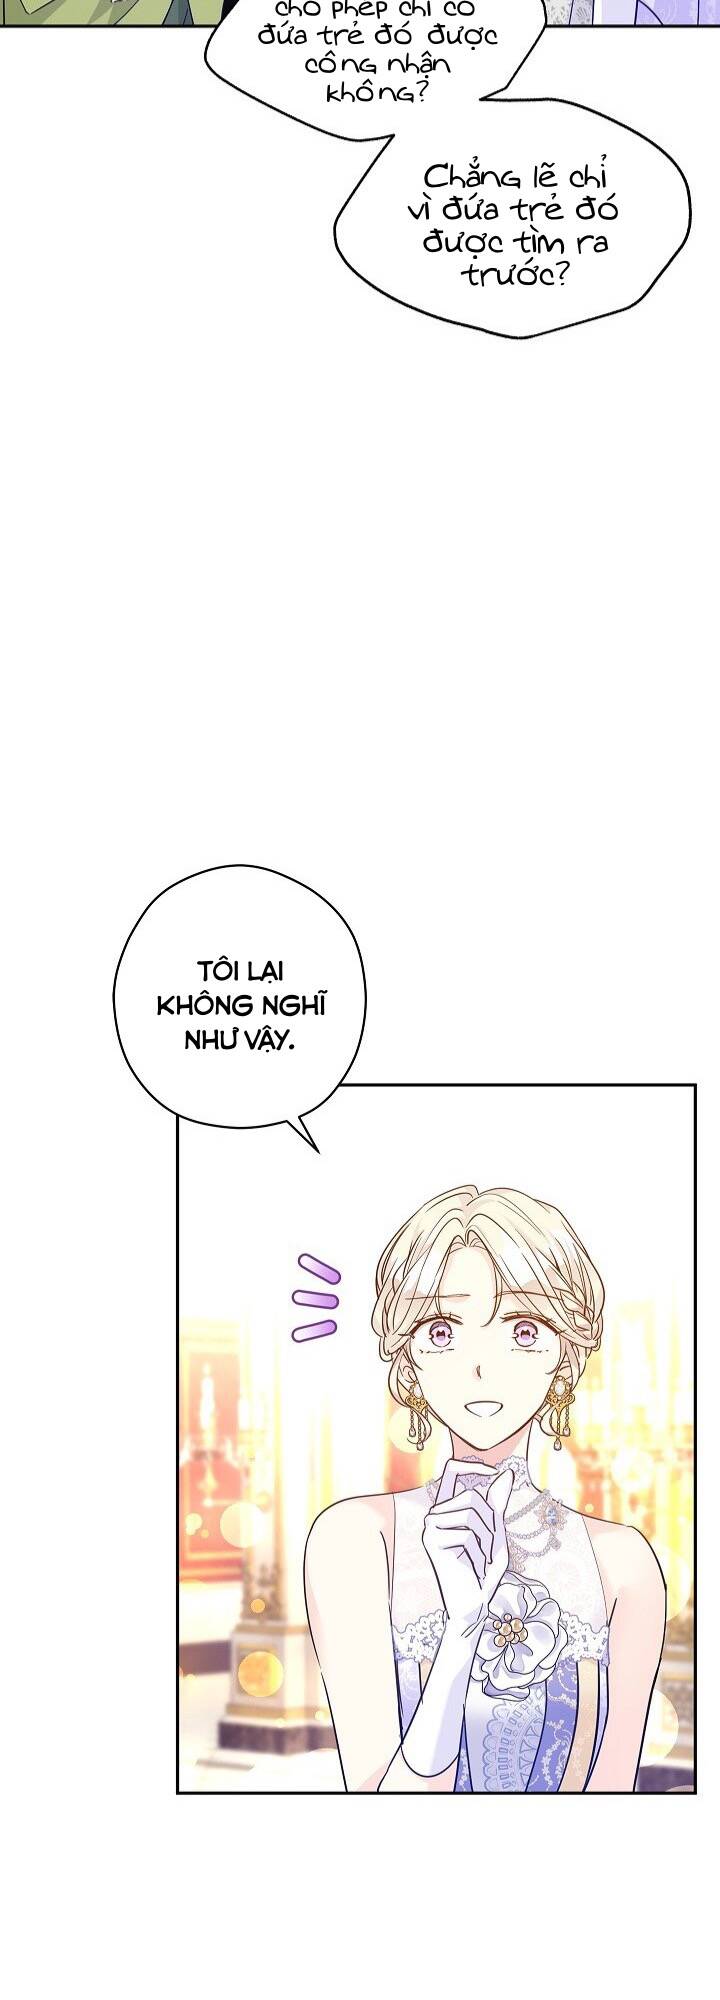 cho phép chỉ có
đứa trẻ đó được
công nhận
không?
Chẳng lẽ chỉ
vì đứa trẻ đó
được tìm ra
trước?
TÔI LẠI
KHÔNG NGHĨ
NHƯ VẬY.